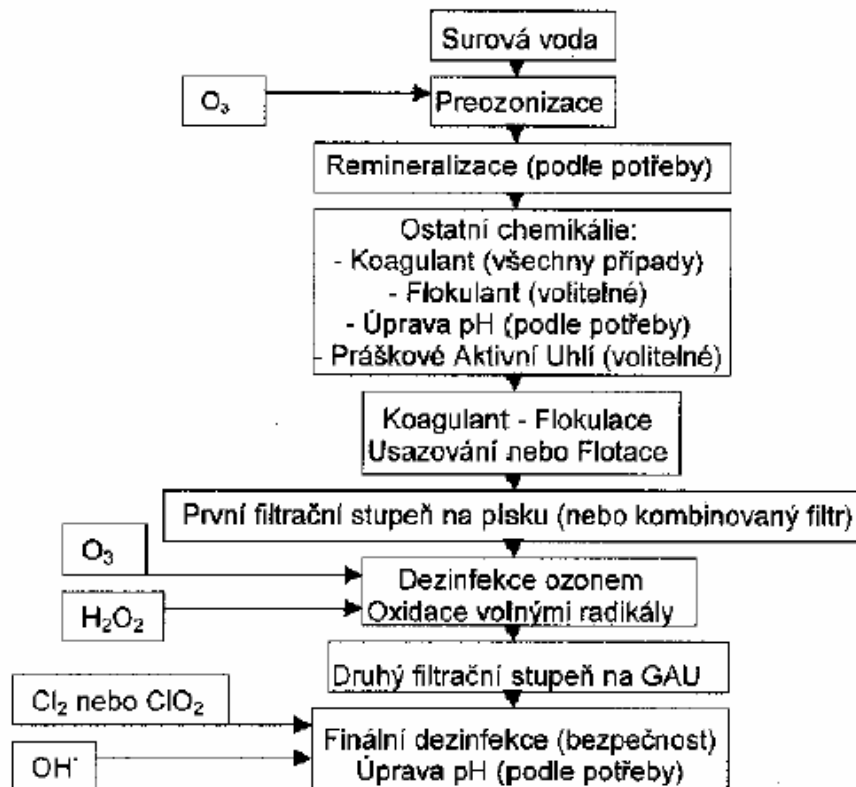 Surová voda
O₃
Preozonizace
Remineralizace (podle potřeby)
Ostatní chemikálie:
- Koagulant (všechny případy)
- Flokulant (volitelné)
- Úprava pH (podle potřeby)
- Práškové Aktivní Uhlí (volitelné)
Koagulant - Flokulace
Usazování nebo Flotace
První filtrační stupeň na písku (nebo kombinovaný filtr)
O₃
Dezinfekce ozonem
H₂O₂
Oxidace volnými radikály
Druhý filtrační stupeň na GAU
Cl₂ nebo ClO₂
Finální dezinfekce (bezpečnost)
OH⁻
Úprava pH (podle potřeby)